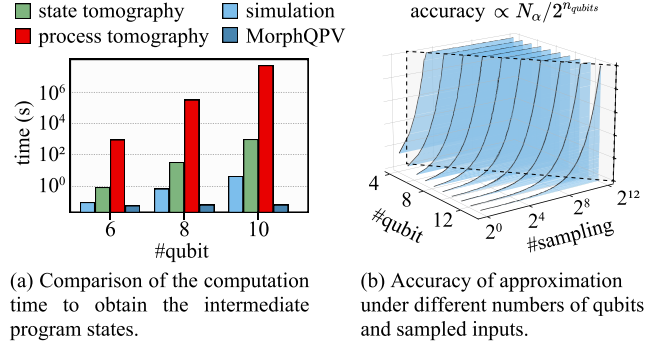 state tomography
simulation
process tomography
MorphQPV
time (s)
10^6
10^4
10^2
10^0
6
8
10
#qubit
(a) Comparison of the computation
time to obtain the intermediate
program states.
accuracy ∝ N_α/2^{n_{qubits}}
4
8
12
#qubit
2^0
2^4
2^8
2^12
#sampling
(b) Accuracy of approximation
under different numbers of qubits
and sampled inputs.